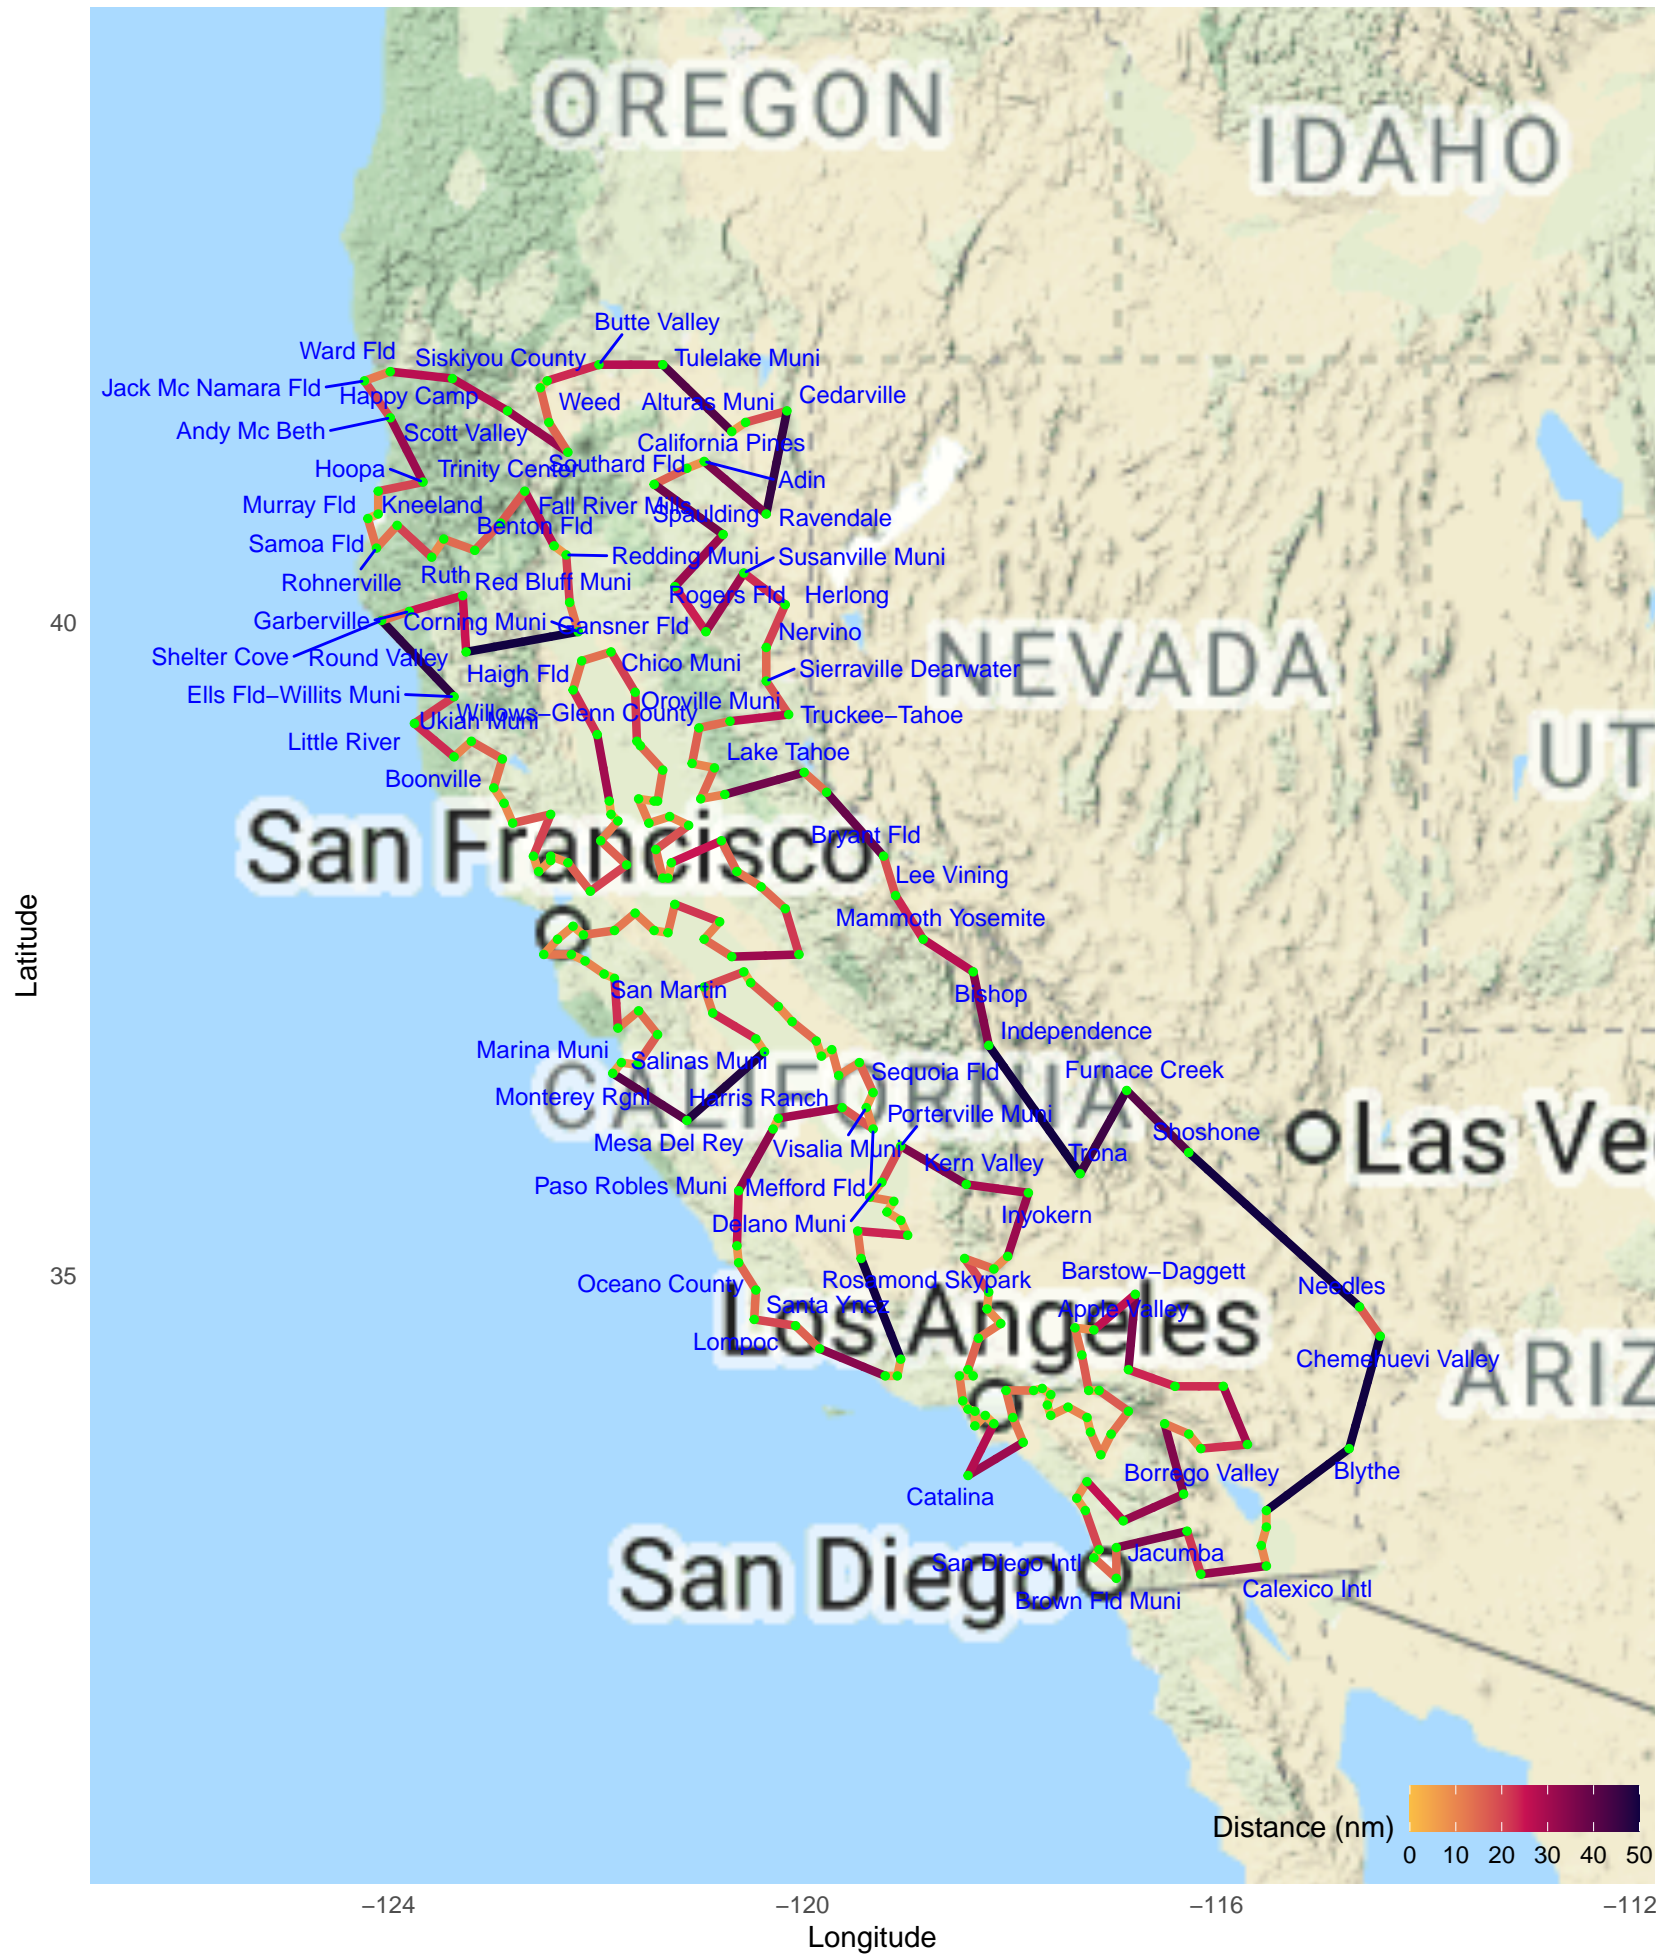 OREGON
IDAHO
Butte Valley
Ward Fld
Siskiyou County
Tulelake Muni
Jack Mc Namara Fld
Happy Camp
Weed
Alturas Muni
Cedarville
Andy Mc Beth
Scott Valley
California Pines
Hoopa
Trinity Center
Southard Fld
Adin
Murray Fld
Kneeland
Fall River Mills
Spaulding
Ravendale
Benton Fld
Samoa Fld
Redding Muni
Susanville Muni
Rohnerville
Ruth
Red Bluff Muni
Rogers Fld
Herlong
40
Garberville
Corning Muni
Gansner Fld
Nervino
Shelter Cove
Round Valley
Haigh Fld
Chico Muni
Sierraville Dearwater
NEVADA
Ells Fld−Willits Muni
Oroville Muni
Willows−Glenn County
Ukiah Muni
Truckee−Tahoe
Little River
Lake Tahoe
UT
Boonville
San Francisco
Bryant Fld
Lee Vining
Mammoth Yosemite
Latitude
San Martin
Bishop
Independence
Marina Muni
Salinas Muni
Sequoia Fld
Furnace Creek
CALIFORNIA
Monterey Rgnl
Harris Ranch
Porterville Muni
Mesa Del Rey
Visalia Muni
Shoshone
Las Ve
Kern Valley
Trona
Paso Robles Muni
Mefford Fld
Delano Muni
Inyokern
35
Oceano County
Rosamond Skypark
Barstow−Daggett
Needles
Santa Ynez
Apple Valley
Los Angeles
Lompoc
Chemehuevi Valley
ARIZ
Catalina
Borrego Valley
Blythe
San Diego Intl
Jacumba
San Diego
Brown Fld Muni
Calexico Intl
Distance (nm)
0 10 20 30 40 50
−124 −120 −116 −112
Longitude